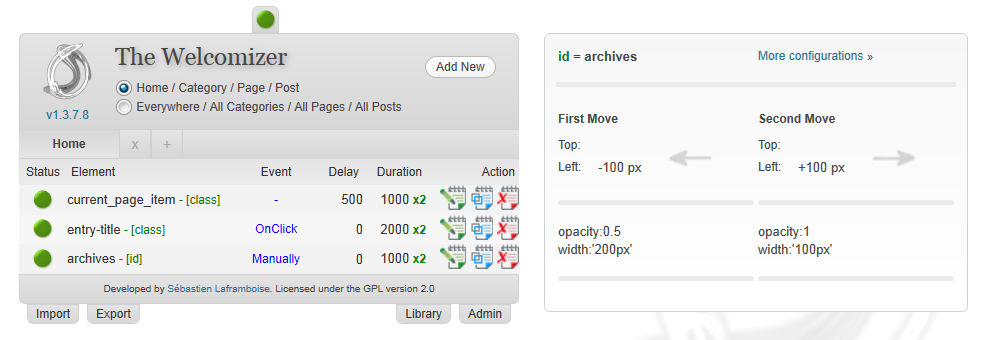 The Welcomizer
Add New
Home / Category / Page / Post
Everywhere / All Categories / All Pages / All Posts
v1.3.7.8
Home x +
Status Element Event Delay Duration Action
current_page_item - [class] - 500 1000 x2
entry-title - [class] OnClick 0 2000 x2
archives - [id] Manually 0 1000 x2
Developed by Sébastien Laframboise. Licensed under the GPL version 2.0
Import Export Library Admin
id = archives More configurations »
First Move Second Move
Top: Top:
Left: -100 px Left: +100 px
opacity:0.5 opacity:1
width:'200px' width:'100px'